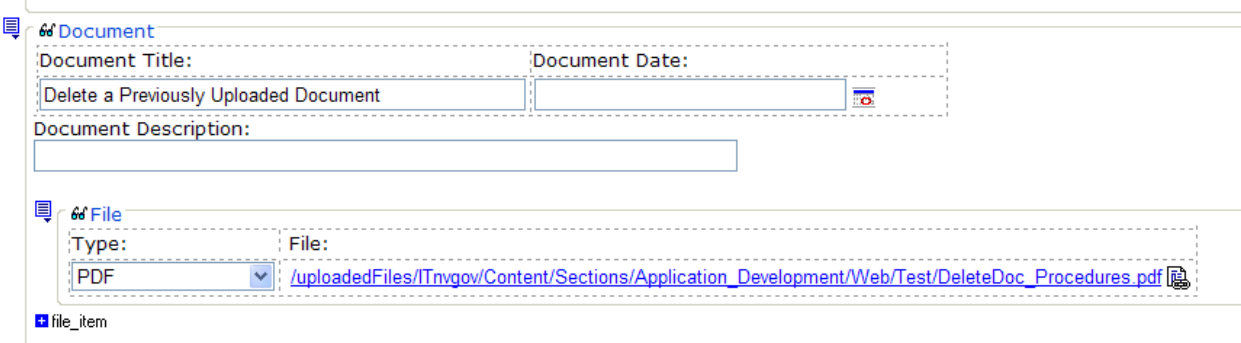 Document
Document Title: Document Date:
Delete a Previously Uploaded Document
Document Description:
File
Type: File:
PDF /uploadedFiles/ITnvgov/Content/Sections/Application_Development/Web/Test/DeleteDoc_Procedures.pdf
file_item